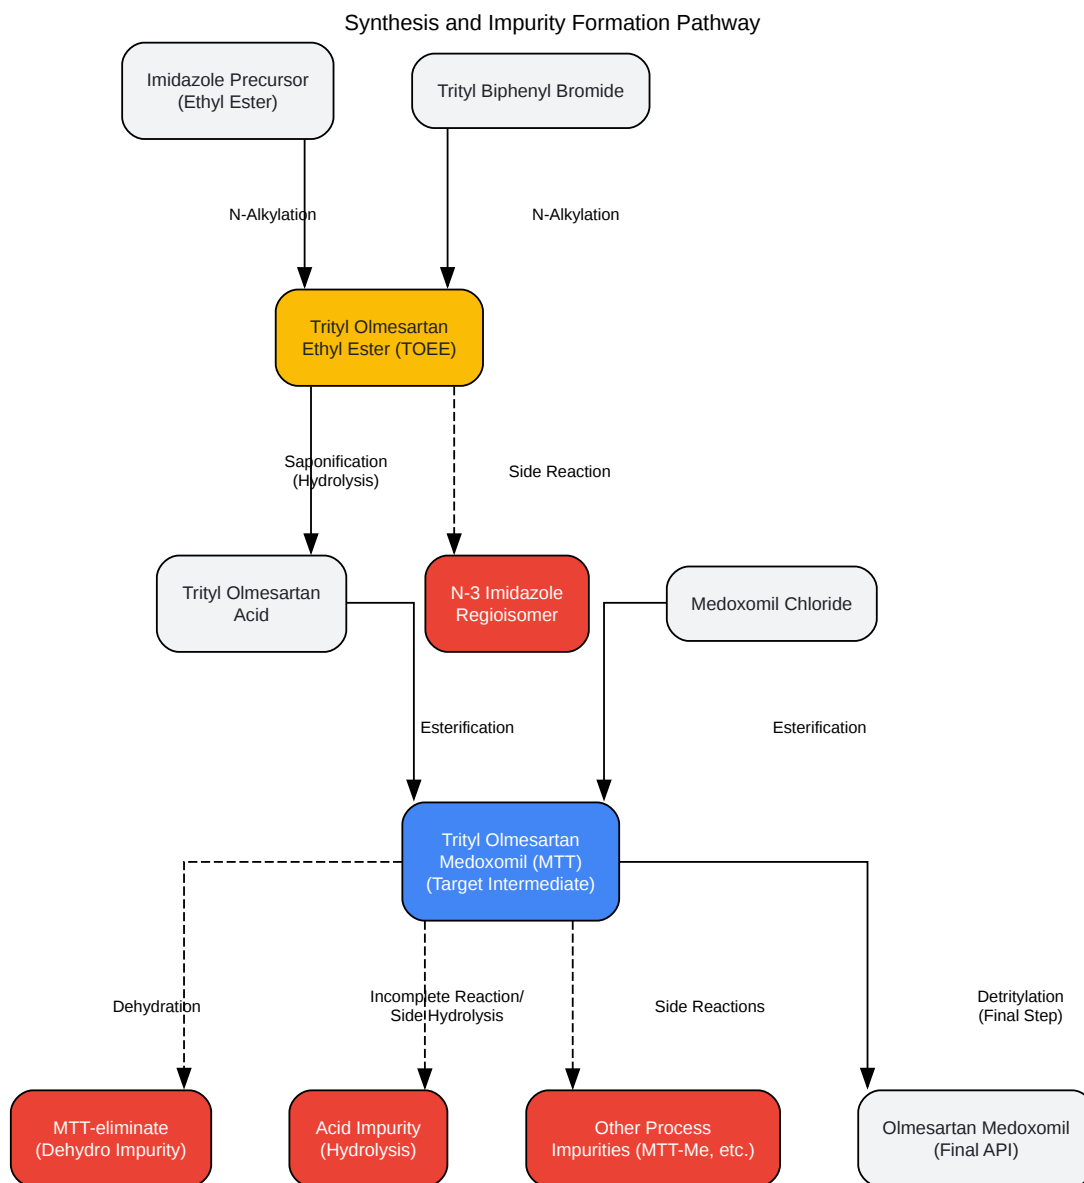 Synthesis and Impurity Formation Pathway
Imidazole Precursor
(Ethyl Ester)
Trityl Biphenyl Bromide
N-Alkylation
N-Alkylation
Trityl Olmesartan
Ethyl Ester (TOEE)
Saponification
(Hydrolysis)
Side Reaction
Trityl Olmesartan
Acid
N-3 Imidazole
Regioisomer
Medoxomil Chloride
Esterification
Esterification
Trityl Olmesartan
Medoxomil (MTT)
(Target Intermediate)
Dehydration
Incomplete Reaction/
Side Hydrolysis
Side Reactions
Detritylation
(Final Step)
MTT-eliminate
(Dehydro Impurity)
Acid Impurity
(Hydrolysis)
Other Process
Impurities (MTT-Me, etc.)
Olmesartan Medoxomil
(Final API)